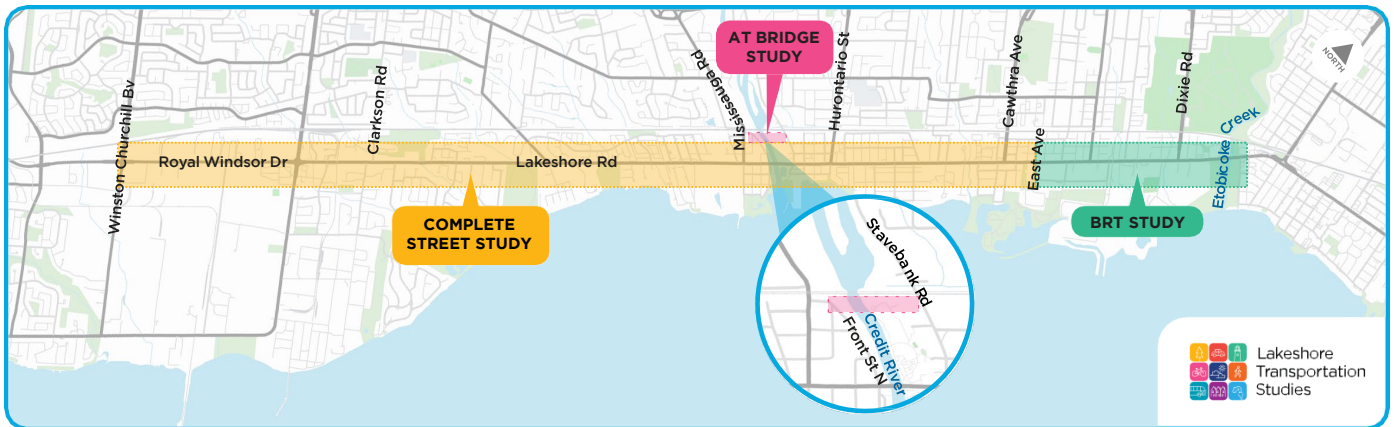 AT BRIDGE
STUDY
NORTH
Winston Churchill Bv
Royal Windsor Dr
Clarkson Rd
Lakeshore Rd
Mississauga Rd
Hurontario St
Cawthra Ave
East Ave
Dixie Rd
Etobicoke Creek
COMPLETE
STREET STUDY
BRT STUDY
Stavebank Rd
Credit River
Front St N
Lakeshore
Transportation
Studies